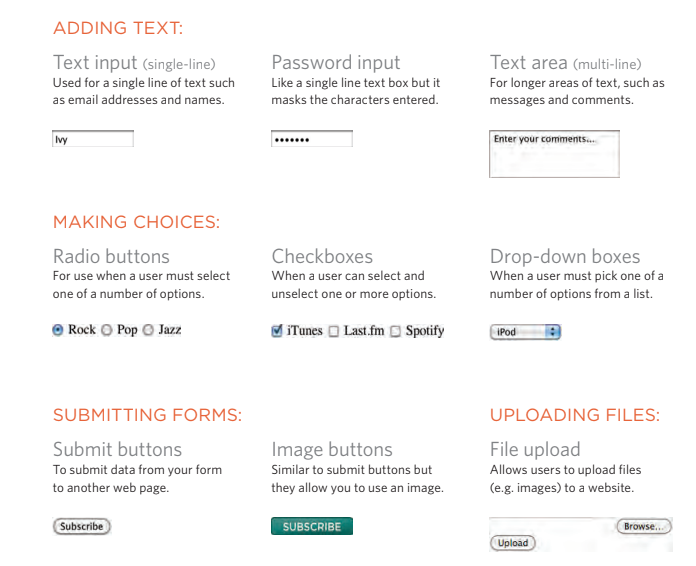 ADDING TEXT:
Text input (single-line)
Used for a single line of text such
as email addresses and names.
Ivy
Password input
Like a single line text box but it
masks the characters entered.
•••••••
Text area (multi-line)
For longer areas of text, such as
messages and comments.
Enter your comments...
MAKING CHOICES:
Radio buttons
For use when a user must select
one of a number of options.
Rock Pop Jazz
Checkboxes
When a user can select and
unselect one or more options.
iTunes Last.fm Spotify
Drop-down boxes
When a user must pick one of a
number of options from a list.
iPod
SUBMITTING FORMS:
Submit buttons
To submit data from your form
to another web page.
Subscribe
Image buttons
Similar to submit buttons but
they allow you to use an image.
SUBSCRIBE
UPLOADING FILES:
File upload
Allows users to upload files
(e.g. images) to a website.
Browse...
Upload